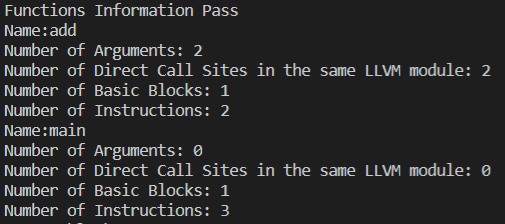 Functions Information Pass
Name:add
Number of Arguments: 2
Number of Direct Call Sites in the same LLVM module: 2
Number of Basic Blocks: 1
Number of Instructions: 2
Name:main
Number of Arguments: 0
Number of Direct Call Sites in the same LLVM module: 0
Number of Basic Blocks: 1
Number of Instructions: 3